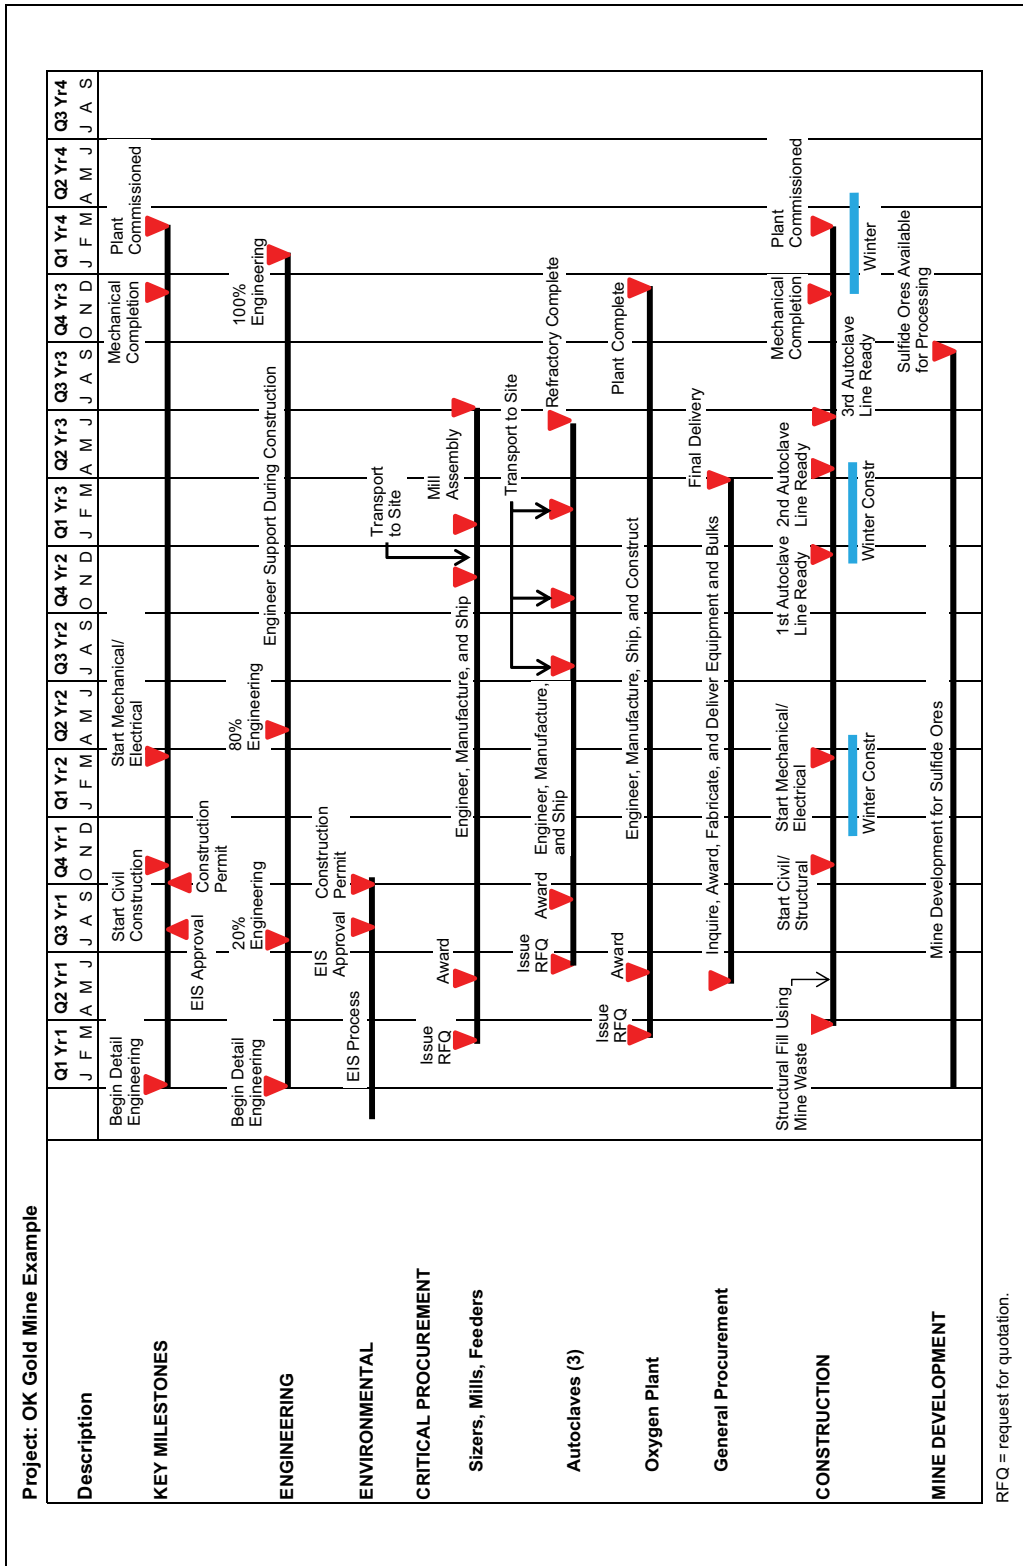 Project: OK Gold Mine Example
Description
Q1 Yr1 Q2 Yr1 Q3 Yr1 Q4 Yr1 Q1 Yr2 Q2 Yr2 Q3 Yr2 Q4 Yr2 Q1 Yr3 Q2 Yr3 Q3 Yr3 Q4 Yr3 Q1 Yr4 Q2 Yr4 Q3 Yr4
J F M A M J J A S O N D J F M A M J J A S O N D J F M A M J J A S O N D J F M A M J J A S
KEY MILESTONES
Begin Detail
Engineering
EIS Approval
Start Civil
Construction
Construction
Permit
Start Mechanical/
Electrical
Mechanical
Completion
Plant
Commissioned
ENGINEERING
Begin Detail
Engineering
20%
Engineering
80%
Engineering
Engineer Support During Construction
100%
Engineering
ENVIRONMENTAL
EIS Process
EIS
Approval
Construction
Permit
CRITICAL PROCUREMENT
Sizers, Mills, Feeders
Issue
RFQ
Award
Engineer, Manufacture, and Ship
Transport
to Site
Mill
Assembly
Autoclaves (3)
Issue
RFQ
Award
Engineer, Manufacture,
and Ship
Transport to Site
Refractory Complete
Oxygen Plant
Issue
RFQ
Award
Engineer, Manufacture, Ship, and Construct
Plant Complete
General Procurement
Inquire, Award, Fabricate, and Deliver Equipment and Bulks
Final Delivery
CONSTRUCTION
Structural Fill Using
Mine Waste
Start Civil/
Structural
Start Mechanical/
Electrical
Winter Constr
1st Autoclave
Line Ready
2nd Autoclave
Line Ready
Winter Constr
3rd Autoclave
Line Ready
Mechanical
Completion
Plant
Commissioned
Winter
MINE DEVELOPMENT
Mine Development for Sulfide Ores
Sulfide Ores Available
for Processing
RFQ = request for quotation.